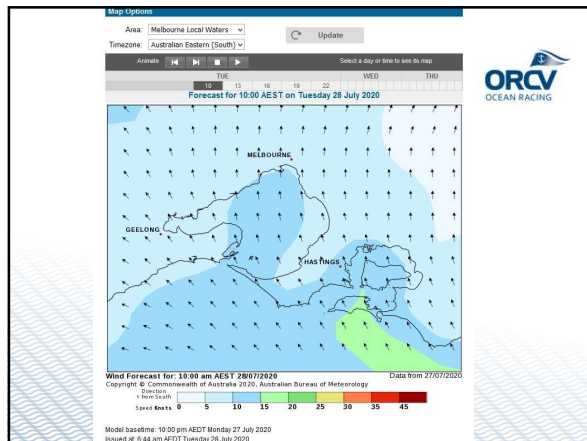 Map Options
Area: Melbourne Local Waters
Update
Timezone: Australian Eastern (South)
Animate
Select a day or time to see its map
TUE WED THU
10 13 16 19 22
Forecast for 10:00 AEST on Tuesday 28 July 2020
ORCV
OCEAN RACING
MELBOURNE
GEELONG
HASTINGS
Wind Forecast for: 10:00 am AEST 28/07/2020 Data from 27/07/2020
Copyright © Commonwealth of Australia 2020, Australian Bureau of Meteorology
Direction
↑ from South
Speed Knots 0 5 10 15 20 25 30 35 45
Model basetime: 10:00 pm AEDT Monday 27 July 2020
Issued at 6:44 am AEDT Tuesday 28 July 2020